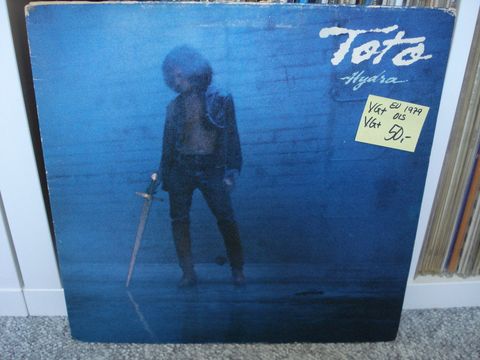 Toto
Hydra
VG+ EU 1979
OIS
VG+ 50,-